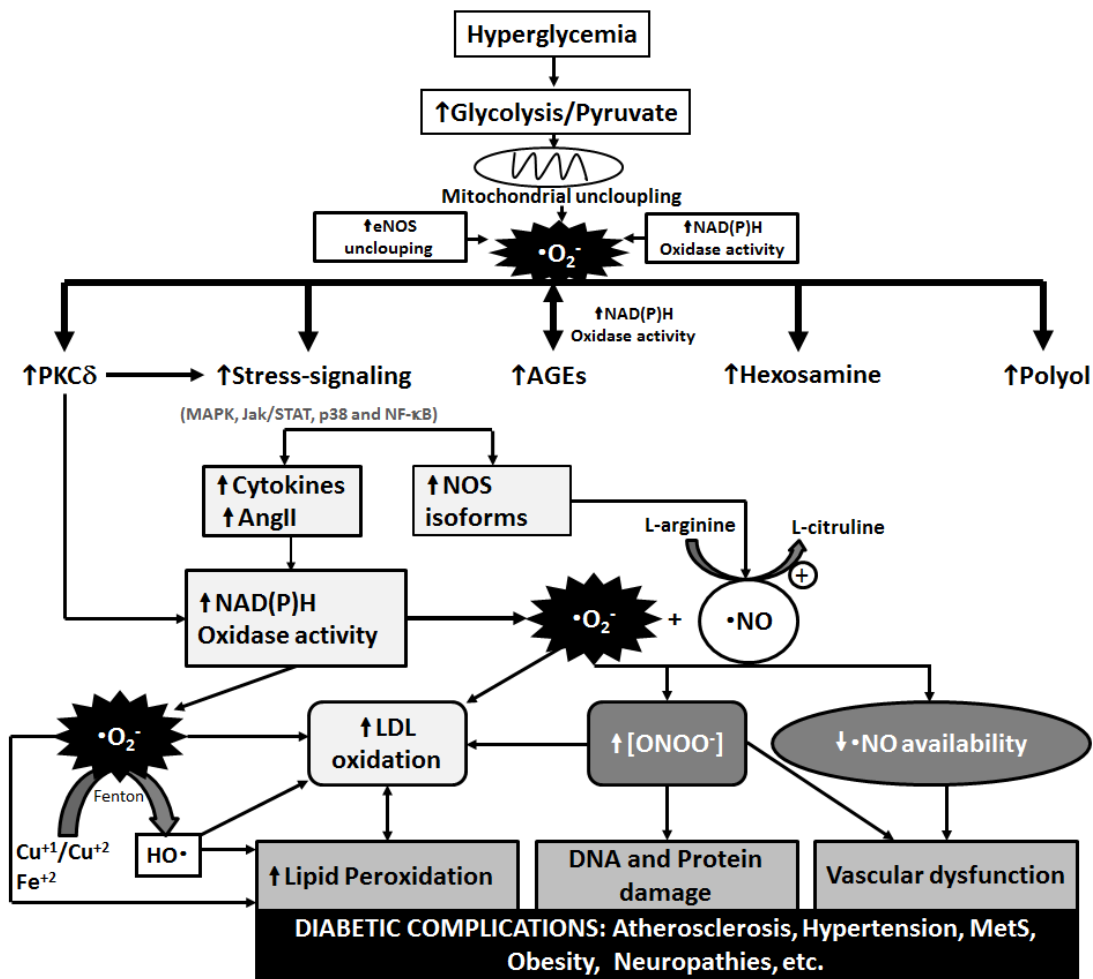 Hyperglycemia
↑Glycolysis/Pyruvate
Mitochondrial uncloupling
↑eNOS
unclouping
•O₂⁻
↑NAD(P)H
Oxidase activity
↑NAD(P)H
Oxidase activity
↑PKCδ
↑Stress-signaling
↑AGEs
↑Hexosamine
↑Polyol
(MAPK, Jak/STAT, p38 and NF-κB)
↑Cytokines
↑AngII
↑NOS
isoforms
L-arginine
L-citruline
+
↑NAD(P)H
Oxidase activity
•O₂⁻
+
•NO
•O₂⁻
↑LDL
oxidation
↑[ONOO⁻]
↓•NO availability
Fenton
Cu⁺¹/Cu⁺²
Fe⁺²
HO•
↑Lipid Peroxidation
DNA and Protein
damage
Vascular dysfunction
DIABETIC COMPLICATIONS: Atherosclerosis, Hypertension, MetS,
Obesity, Neuropathies, etc.